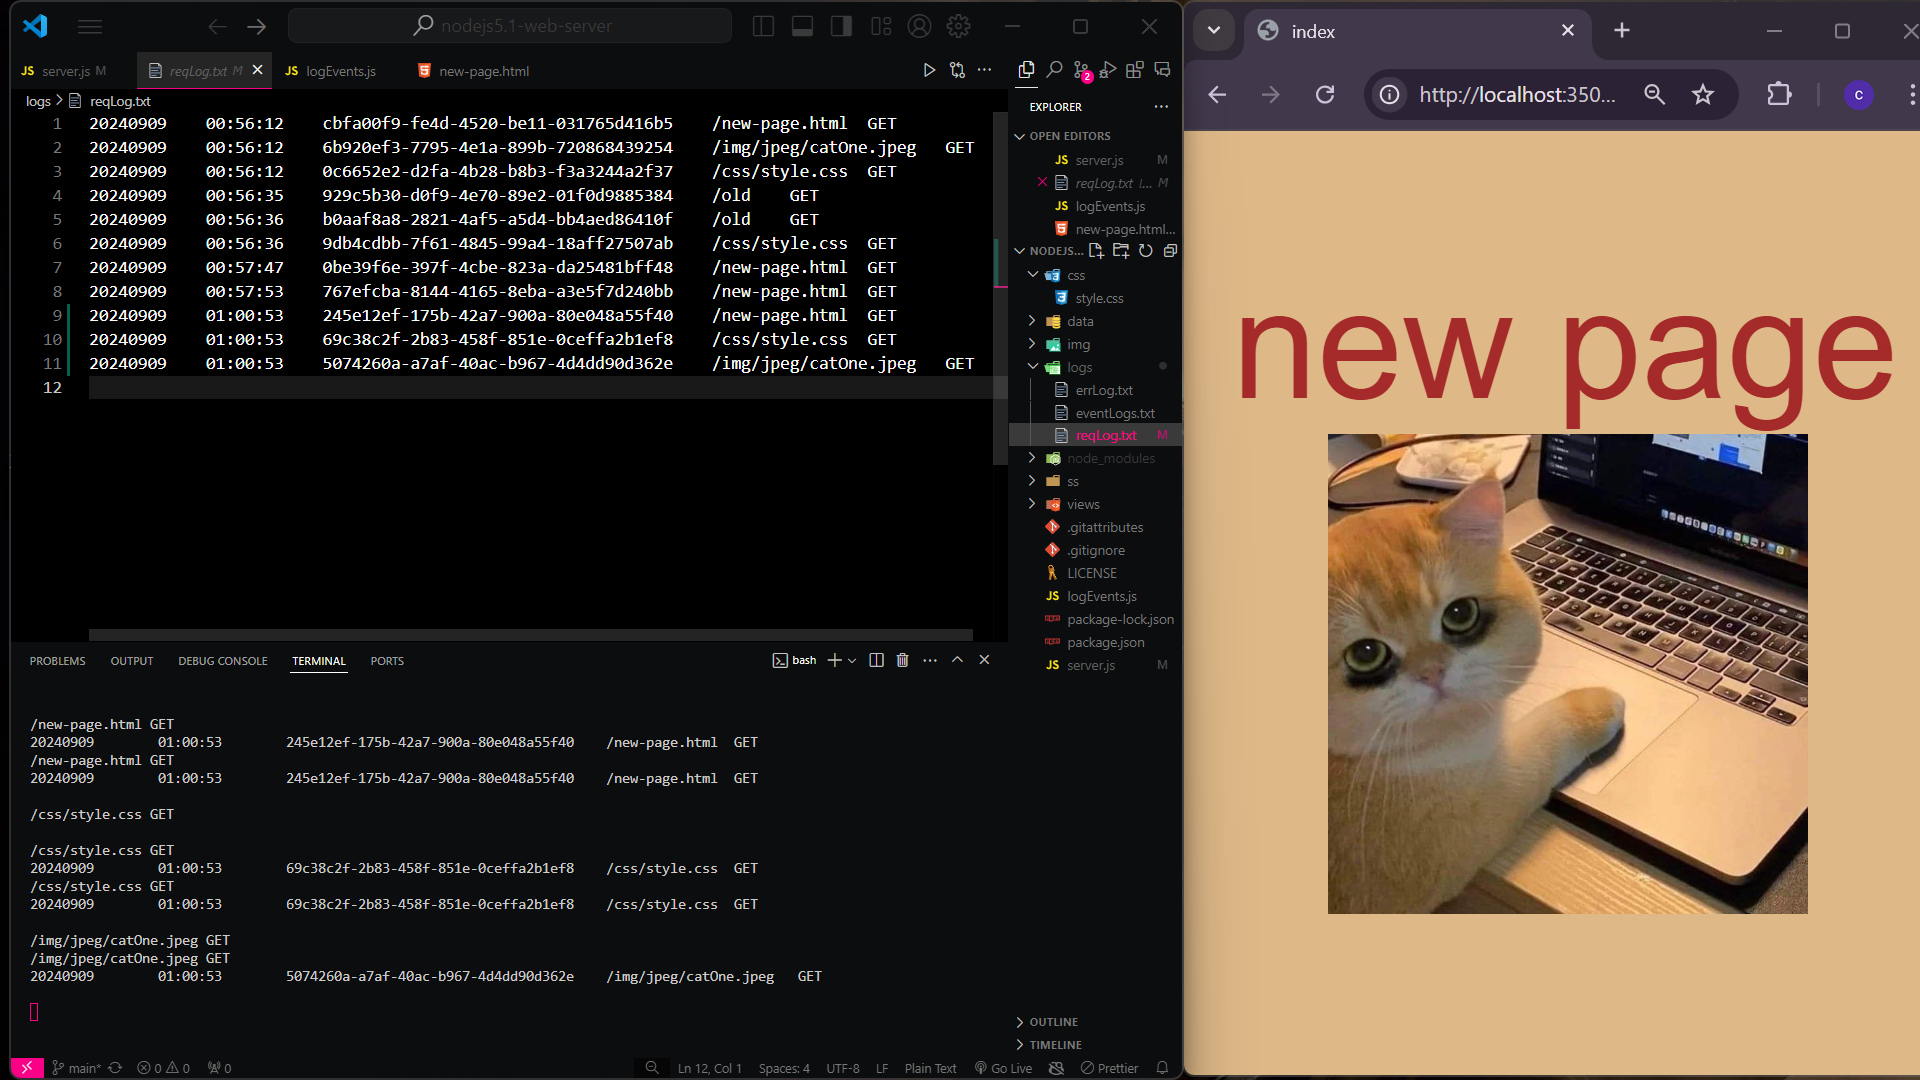 nodejs5.1-web-server
server.js M
reqLog.txt M
logEvents.js
new-page.html
logs > reqLog.txt
1 20240909 00:56:12 cbfa00f9-fe4d-4520-be11-031765d416b5 /new-page.html GET
2 20240909 00:56:12 6b920ef3-7795-4e1a-899b-720868439254 /img/jpeg/catOne.jpeg GET
3 20240909 00:56:12 0c6652e2-d2fa-4b28-b8b3-f3a3244a2f37 /css/style.css GET
4 20240909 00:56:35 929c5b30-d0f9-4e70-89e2-01f0d9885384 /old GET
5 20240909 00:56:36 b0aaf8a8-2821-4af5-a5d4-bb4aed86410f /old GET
6 20240909 00:56:36 9db4cdbb-7f61-4845-99a4-18aff27507ab /css/style.css GET
7 20240909 00:57:47 0be39f6e-397f-4cbe-823a-da25481bff48 /new-page.html GET
8 20240909 00:57:53 767efcba-8144-4165-8eba-a3e5f7d240bb /new-page.html GET
9 20240909 01:00:53 245e12ef-175b-42a7-900a-80e048a55f40 /new-page.html GET
10 20240909 01:00:53 69c38c2f-2b83-458f-851e-0ceffa2b1ef8 /css/style.css GET
11 20240909 01:00:53 5074260a-a7af-40ac-b967-4d4dd90d362e /img/jpeg/catOne.jpeg GET
12
PROBLEMS OUTPUT DEBUG CONSOLE TERMINAL PORTS
bash
/new-page.html GET
20240909 01:00:53 245e12ef-175b-42a7-900a-80e048a55f40 /new-page.html GET
/new-page.html GET
20240909 01:00:53 245e12ef-175b-42a7-900a-80e048a55f40 /new-page.html GET
/css/style.css GET
/css/style.css GET
20240909 01:00:53 69c38c2f-2b83-458f-851e-0ceffa2b1ef8 /css/style.css GET
/css/style.css GET
20240909 01:00:53 69c38c2f-2b83-458f-851e-0ceffa2b1ef8 /css/style.css GET
/img/jpeg/catOne.jpeg GET
/img/jpeg/catOne.jpeg GET
20240909 01:00:53 5074260a-a7af-40ac-b967-4d4dd90d362e /img/jpeg/catOne.jpeg GET
main* 0 0 0
Ln 12, Col 1 Spaces: 4 UTF-8 LF Plain Text Go Live Prettier
2
EXPLORER
OPEN EDITORS
JS server.js M
reqLog.txt l... M
JS logEvents.js
new-page.html...
NODEJS...
css
style.css
data
img
logs
errLog.txt
eventLogs.txt
reqLog.txt M
node_modules
ss
views
.gitattributes
.gitignore
LICENSE
JS logEvents.js
package-lock.json
package.json
JS server.js M
OUTLINE
TIMELINE
index
http://localhost:350...
c
new page